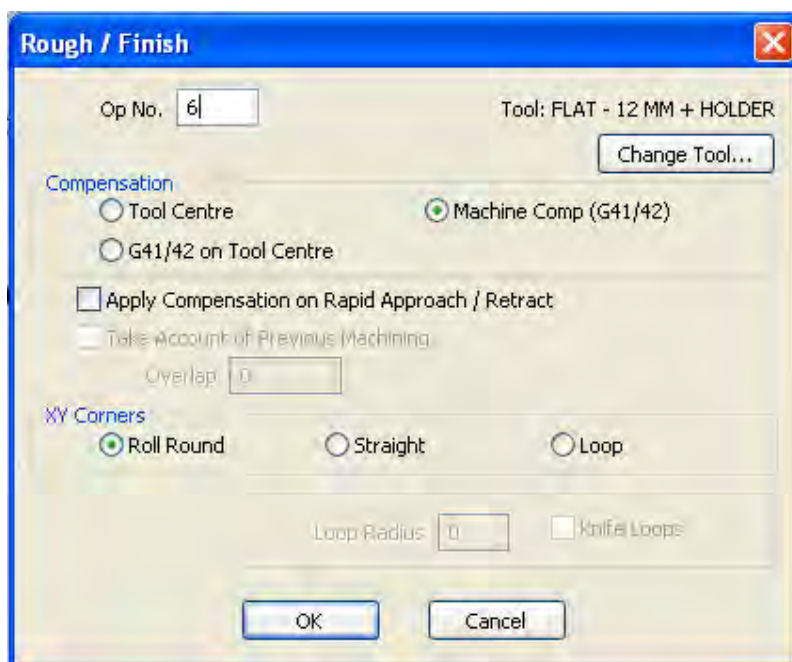 Rough / Finish
Op No. 6
Tool: FLAT - 12 MM + HOLDER
Change Tool...
Compensation
Tool Centre
Machine Comp (G41/42)
G41/42 on Tool Centre
Apply Compensation on Rapid Approach / Retract
Take Account of Previous Machining
Overlap 0
XY Corners
Roll Round
Straight
Loop
Loop Radius 0
Knife Loops
OK
Cancel